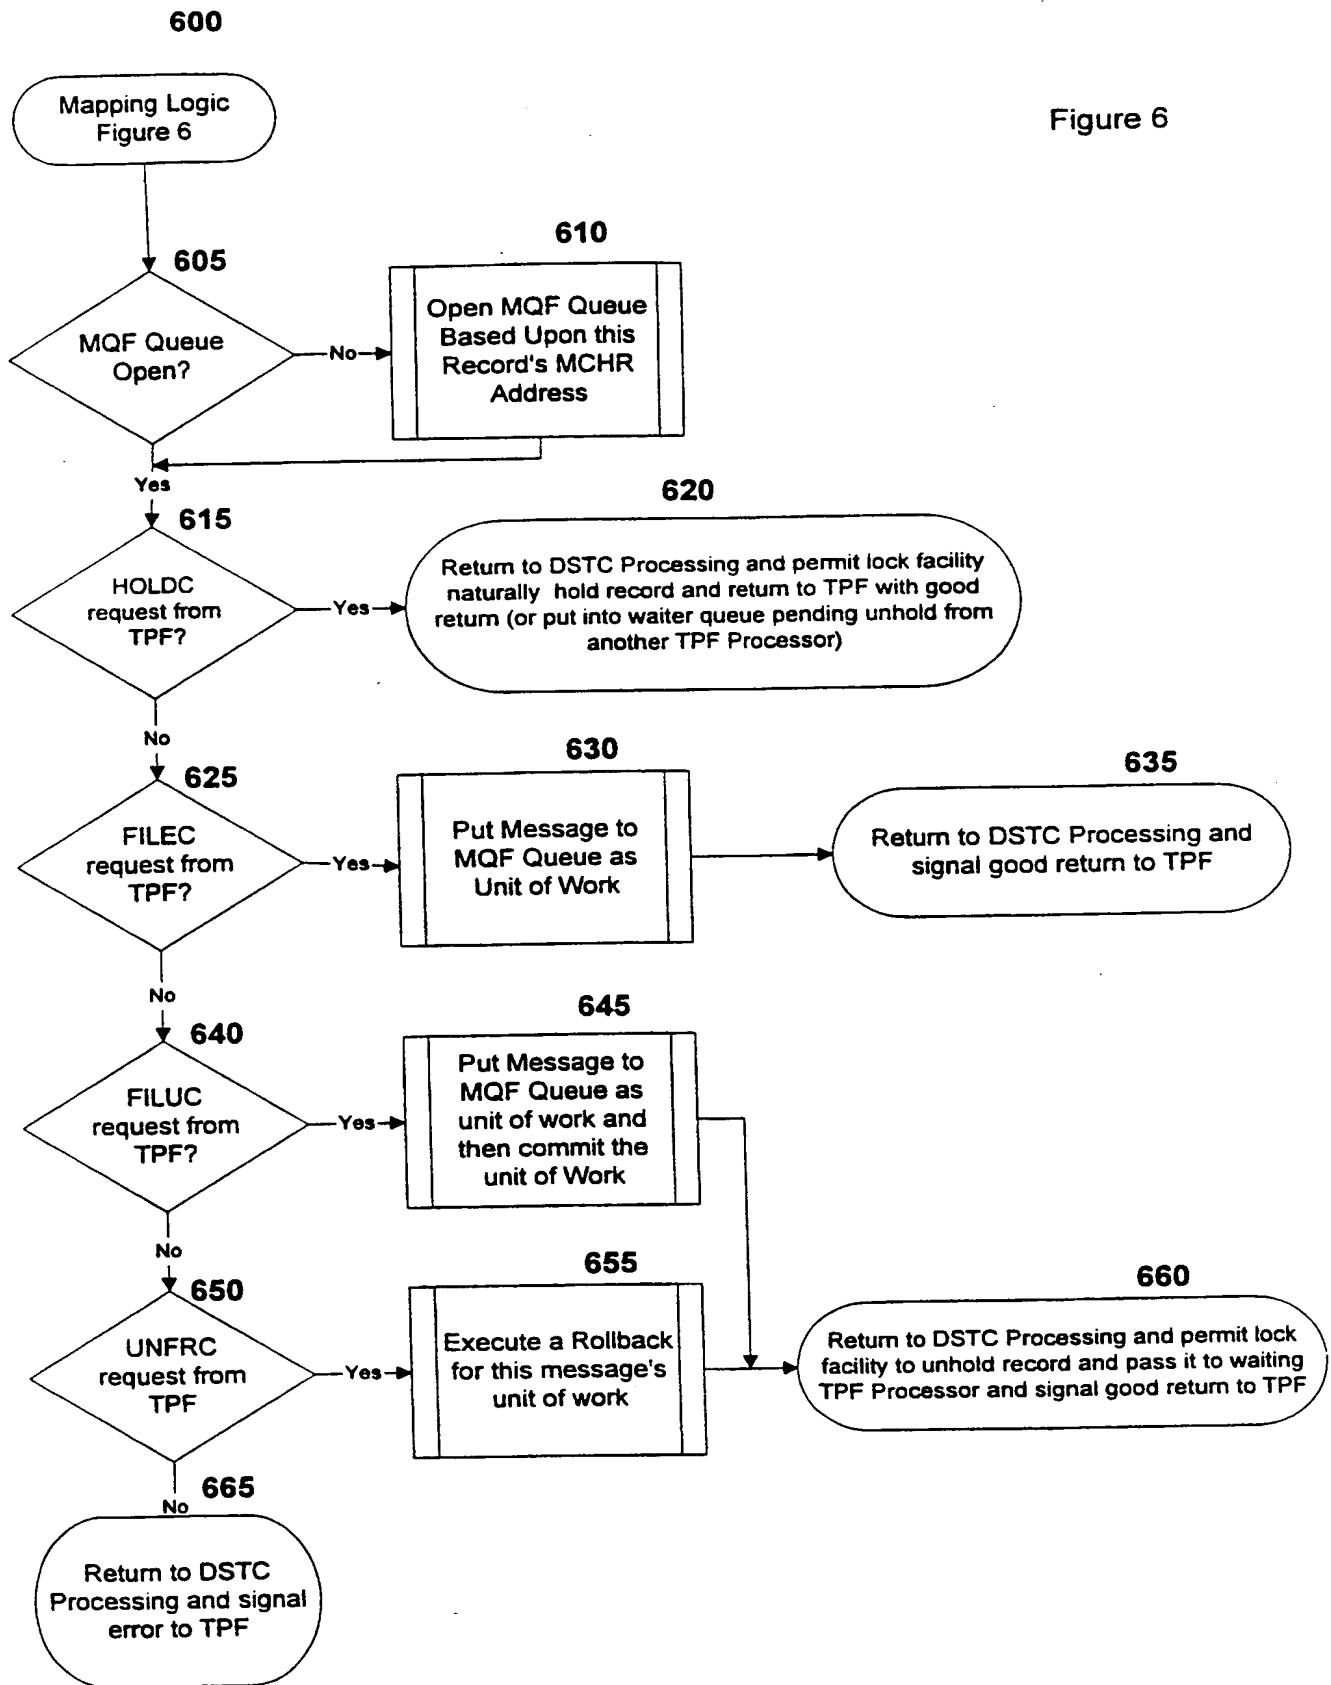 600
Mapping Logic
Figure 6
Figure 6
605
MQF Queue
Open?
No
610
Open MQF Queue
Based Upon this
Record's MCHR
Address
Yes
615
HOLDC
request from
TPF?
Yes
620
Return to DSTC Processing and permit lock facility
naturally hold record and return to TPF with good
return (or put into waiter queue pending unhold from
another TPF Processor)
No
625
FILEC
request from
TPF?
Yes
630
Put Message to
MQF Queue as
Unit of Work
635
Return to DSTC Processing and
signal good return to TPF
No
640
FILUC
request from
TPF?
Yes
645
Put Message to
MQF Queue as
unit of work and
then commit the
unit of Work
No
650
UNFRC
request from
TPF
Yes
655
Execute a Rollback
for this message's
unit of work
660
Return to DSTC Processing and permit lock
facility to unhold record and pass it to waiting
TPF Processor and signal good return to TPF
No
665
Return to DSTC
Processing and signal
error to TPF